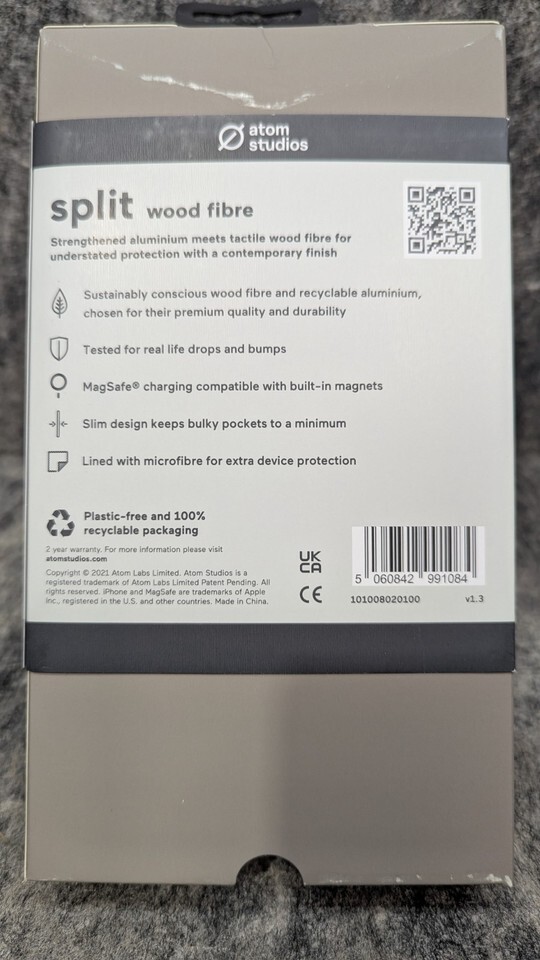 atom
studios
split wood fibre
Strengthened aluminium meets tactile wood fibre for
understated protection with a contemporary finish
Sustainably conscious wood fibre and recyclable aluminium,
chosen for their premium quality and durability
Tested for real life drops and bumps
MagSafe® charging compatible with built-in magnets
Slim design keeps bulky pockets to a minimum
Lined with microfibre for extra device protection
Plastic-free and 100%
recyclable packaging
2 year warranty. For more information please visit
atomstudios.com
Copyright © 2021 Atom Labs Limited. Atom Studios is a
registered trademark of Atom Labs Limited Patent Pending. All
rights reserved. iPhone and MagSafe are trademarks of Apple
Inc., registered in the U.S. and other countries. Made in China.
UK
CA
CE
5 060842 991084
101008020100 v1.3